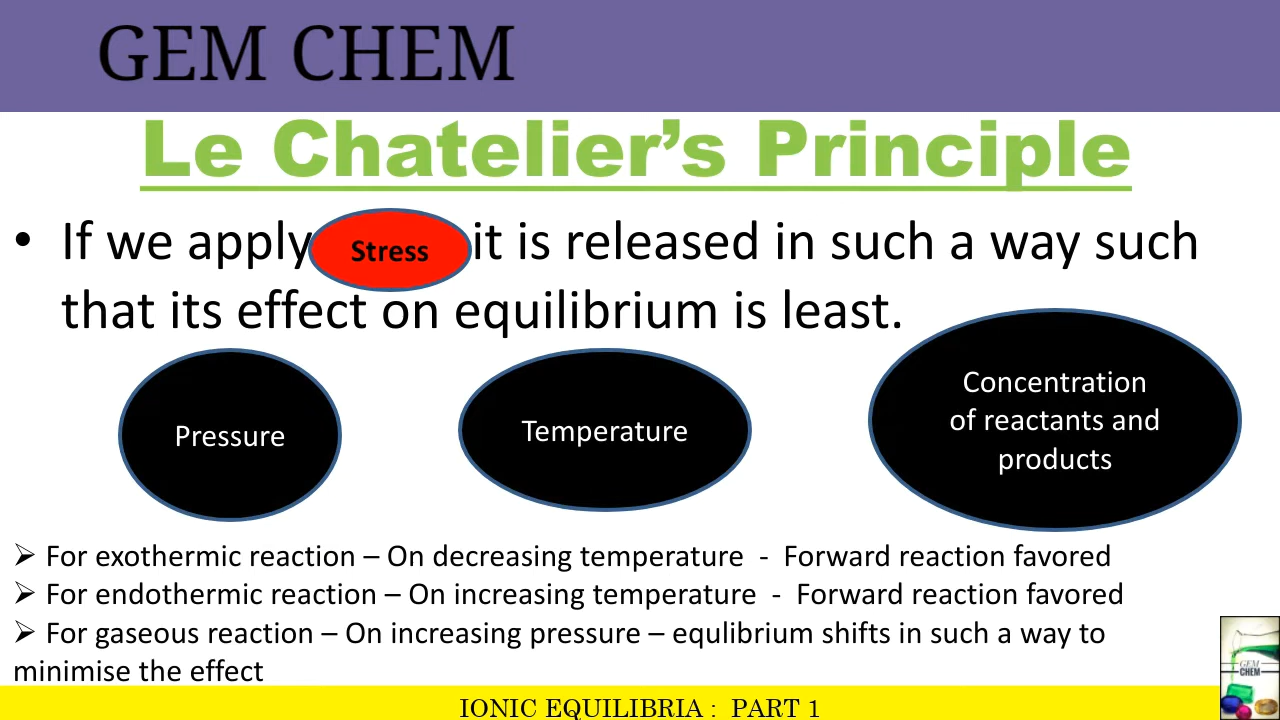 GEM CHEM
Le Chatelier’s Principle
• If we apply Stress it is released in such a way such
that its effect on equilibrium is least.
Pressure
Temperature
Concentration
of reactants and
products
➢ For exothermic reaction – On decreasing temperature - Forward reaction favored
➢ For endothermic reaction – On increasing temperature - Forward reaction favored
➢ For gaseous reaction – On increasing pressure – equlibrium shifts in such a way to
minimise the effect
GEM
CHEM
IONIC EQUILIBRIA : PART 1